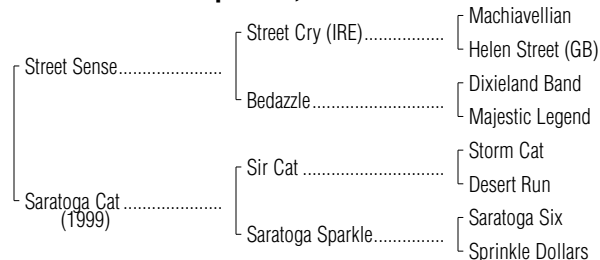 Machiavellian
Street Cry (IRE)
Helen Street (GB)
Street Sense
Dixieland Band
Bedazzle
Majestic Legend
Storm Cat
Sir Cat
Desert Run
Saratoga Cat
(1999)
Saratoga Six
Saratoga Sparkle
Sprinkle Dollars